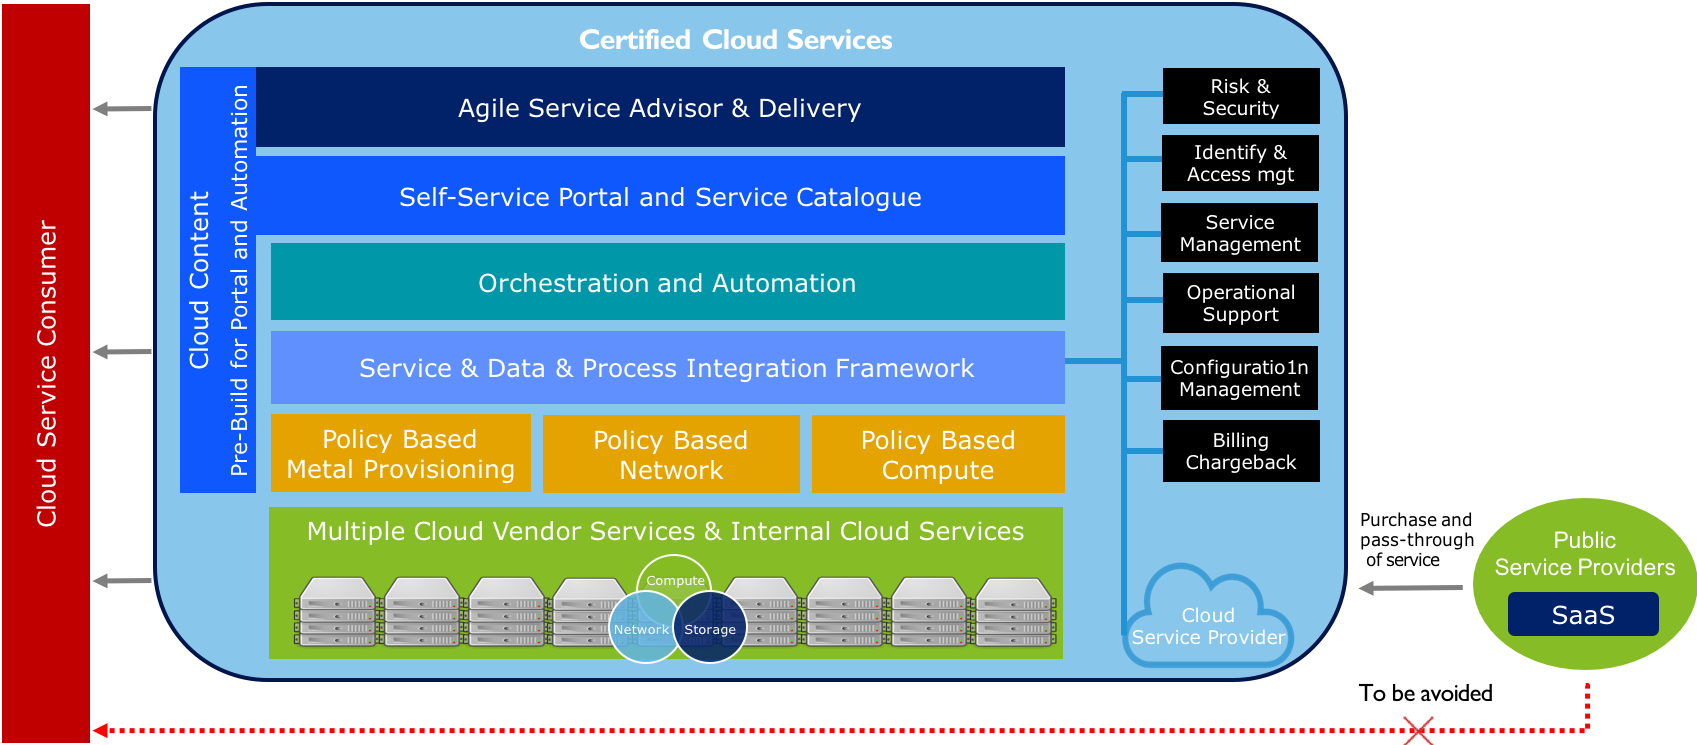 Certified Cloud Services
Cloud Service Consumer
Cloud Content
Pre-Build for Portal and Automation
Agile Service Advisor & Delivery
Self-Service Portal and Service Catalogue
Orchestration and Automation
Service & Data & Process Integration Framework
Policy Based
Metal Provisioning
Policy Based
Network
Policy Based
Compute
Multiple Cloud Vendor Services & Internal Cloud Services
Compute
Network
Storage
Risk &
Security
Identify &
Access mgt
Service
Management
Operational
Support
Configuratio1n
Management
Billing
Chargeback
Cloud
Service Provider
Purchase and
pass-through
of service
Public
Service Providers
SaaS
To be avoided